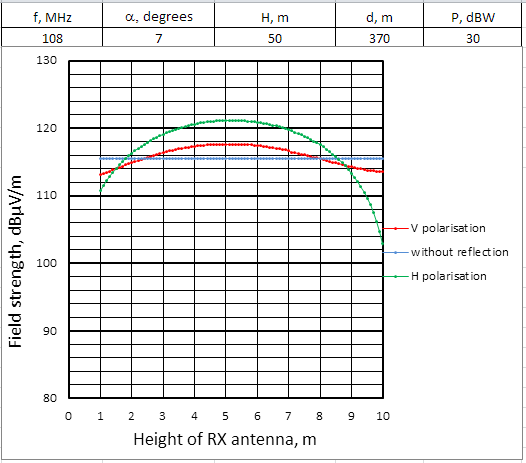 f, MHz α, degrees H, m d, m P, dBW
108 7 50 370 30
130
120
110
100
90
80
Field strength, dBµV/m
0 1 2 3 4 5 6 7 8 9 10
Height of RX antenna, m
V polarisation
without reflection
H polarisation